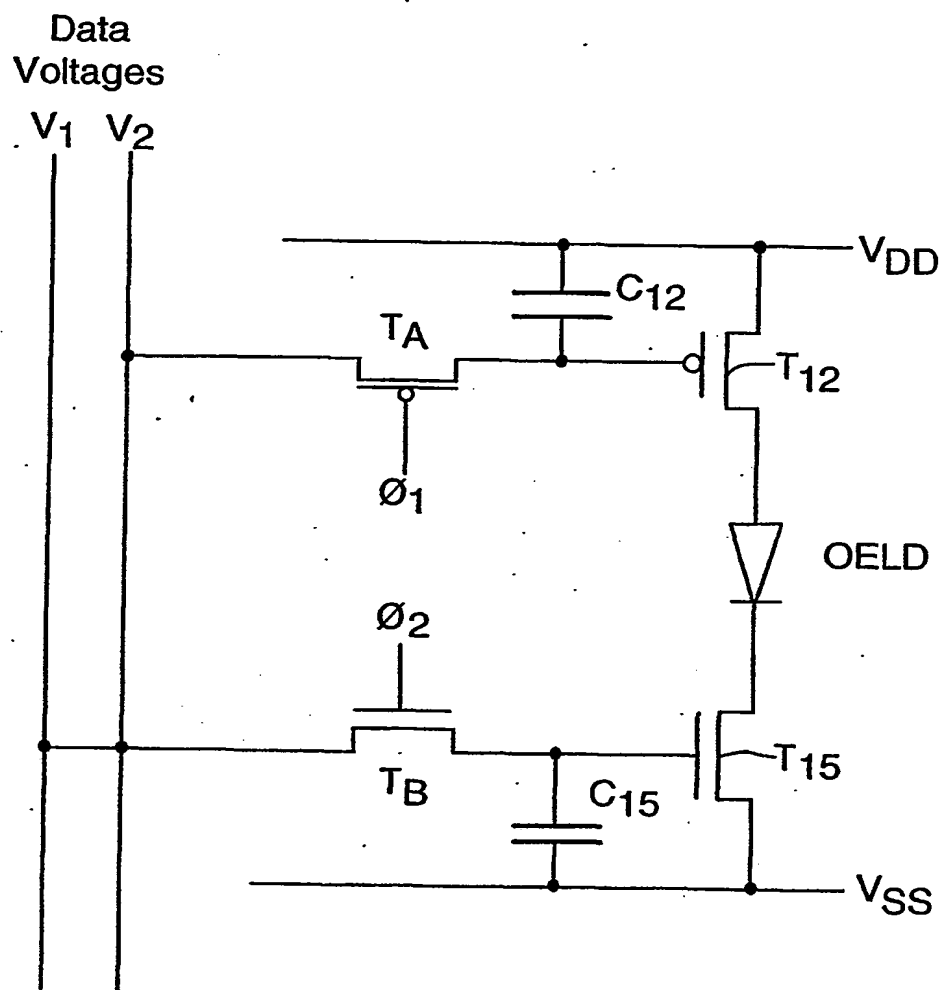 Data
Voltages
V1 V2
VDD
C12
TA
T12
Ø1
OELD
Ø2
T15
TB
C15
VSS